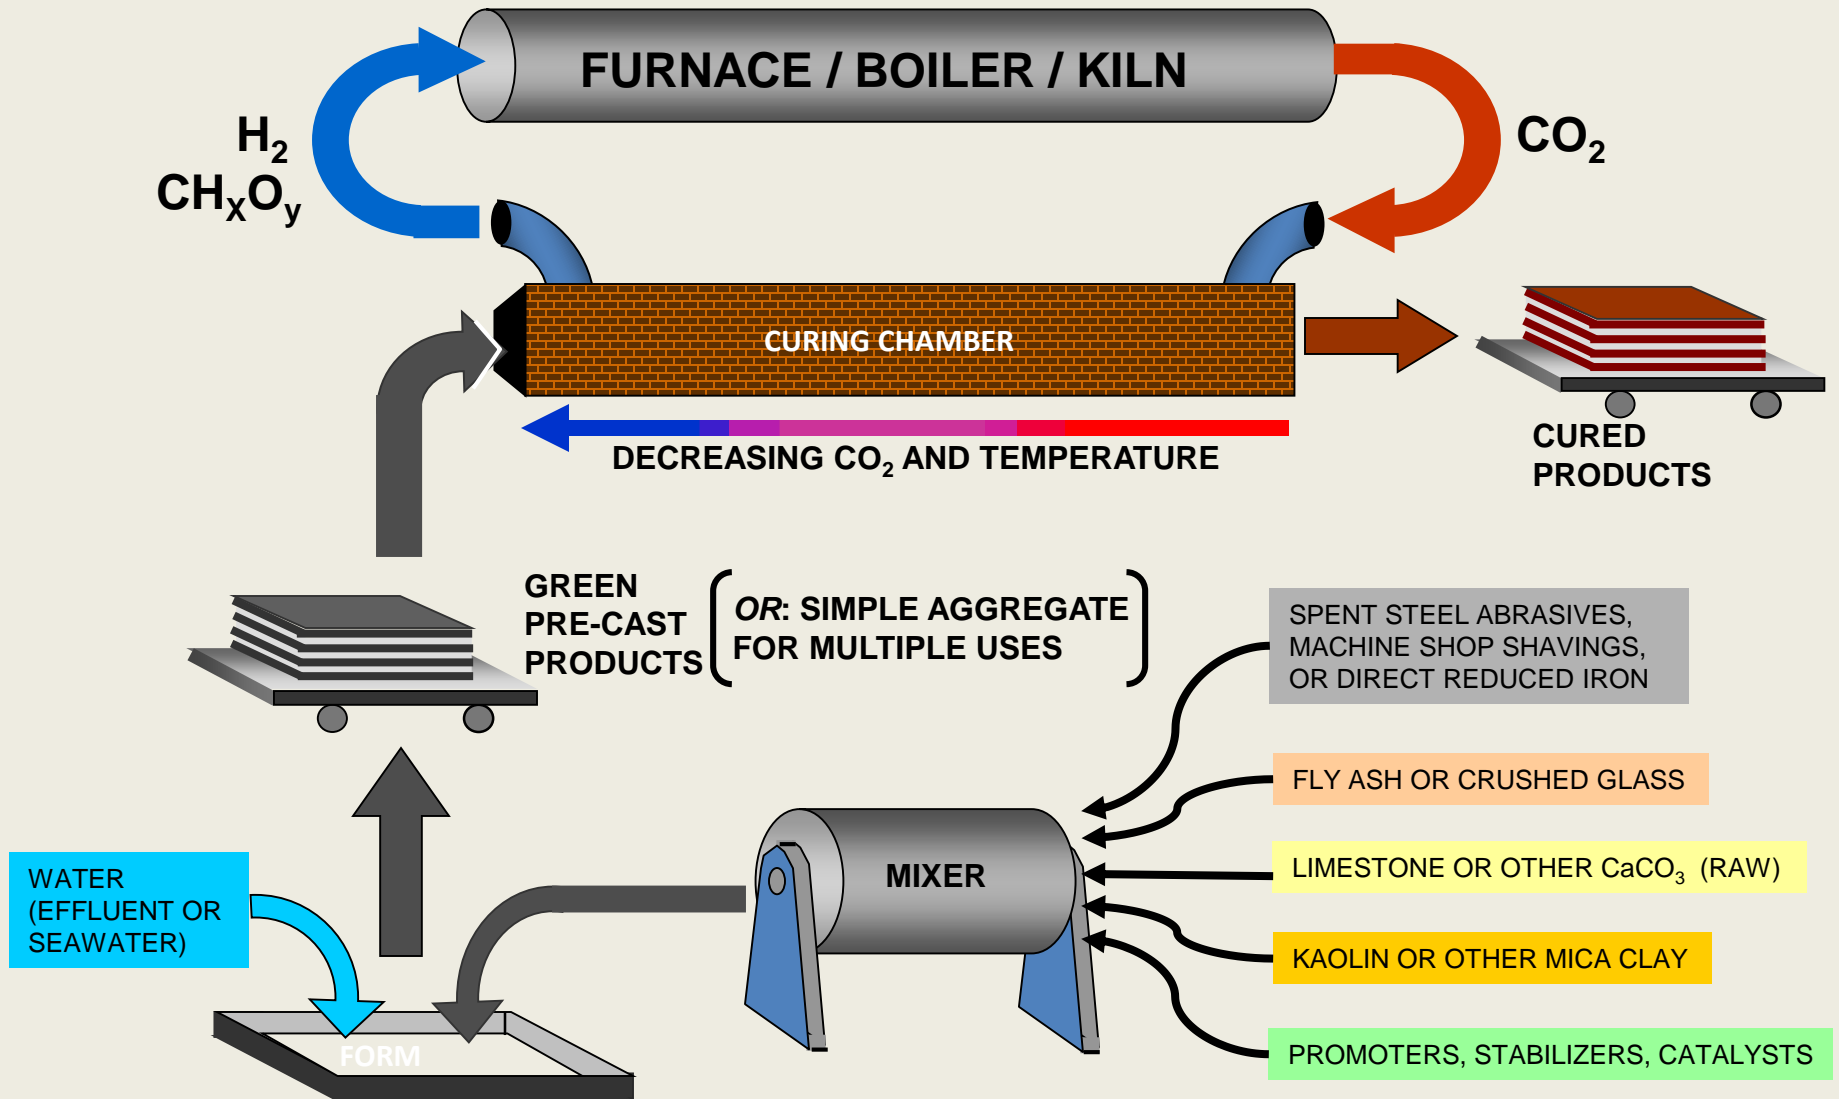 FURNACE / BOILER / KILN
H₂
CHₓOᵧ
CO₂
CURING CHAMBER
DECREASING CO₂ AND TEMPERATURE
CURED
PRODUCTS
GREEN
PRE-CAST
PRODUCTS
OR: SIMPLE AGGREGATE
FOR MULTIPLE USES
SPENT STEEL ABRASIVES,
MACHINE SHOP SHAVINGS,
OR DIRECT REDUCED IRON
FLY ASH OR CRUSHED GLASS
MIXER
LIMESTONE OR OTHER CaCO₃ (RAW)
WATER
(EFFLUENT OR
SEAWATER)
KAOLIN OR OTHER MICA CLAY
FORM
PROMOTERS, STABILIZERS, CATALYSTS